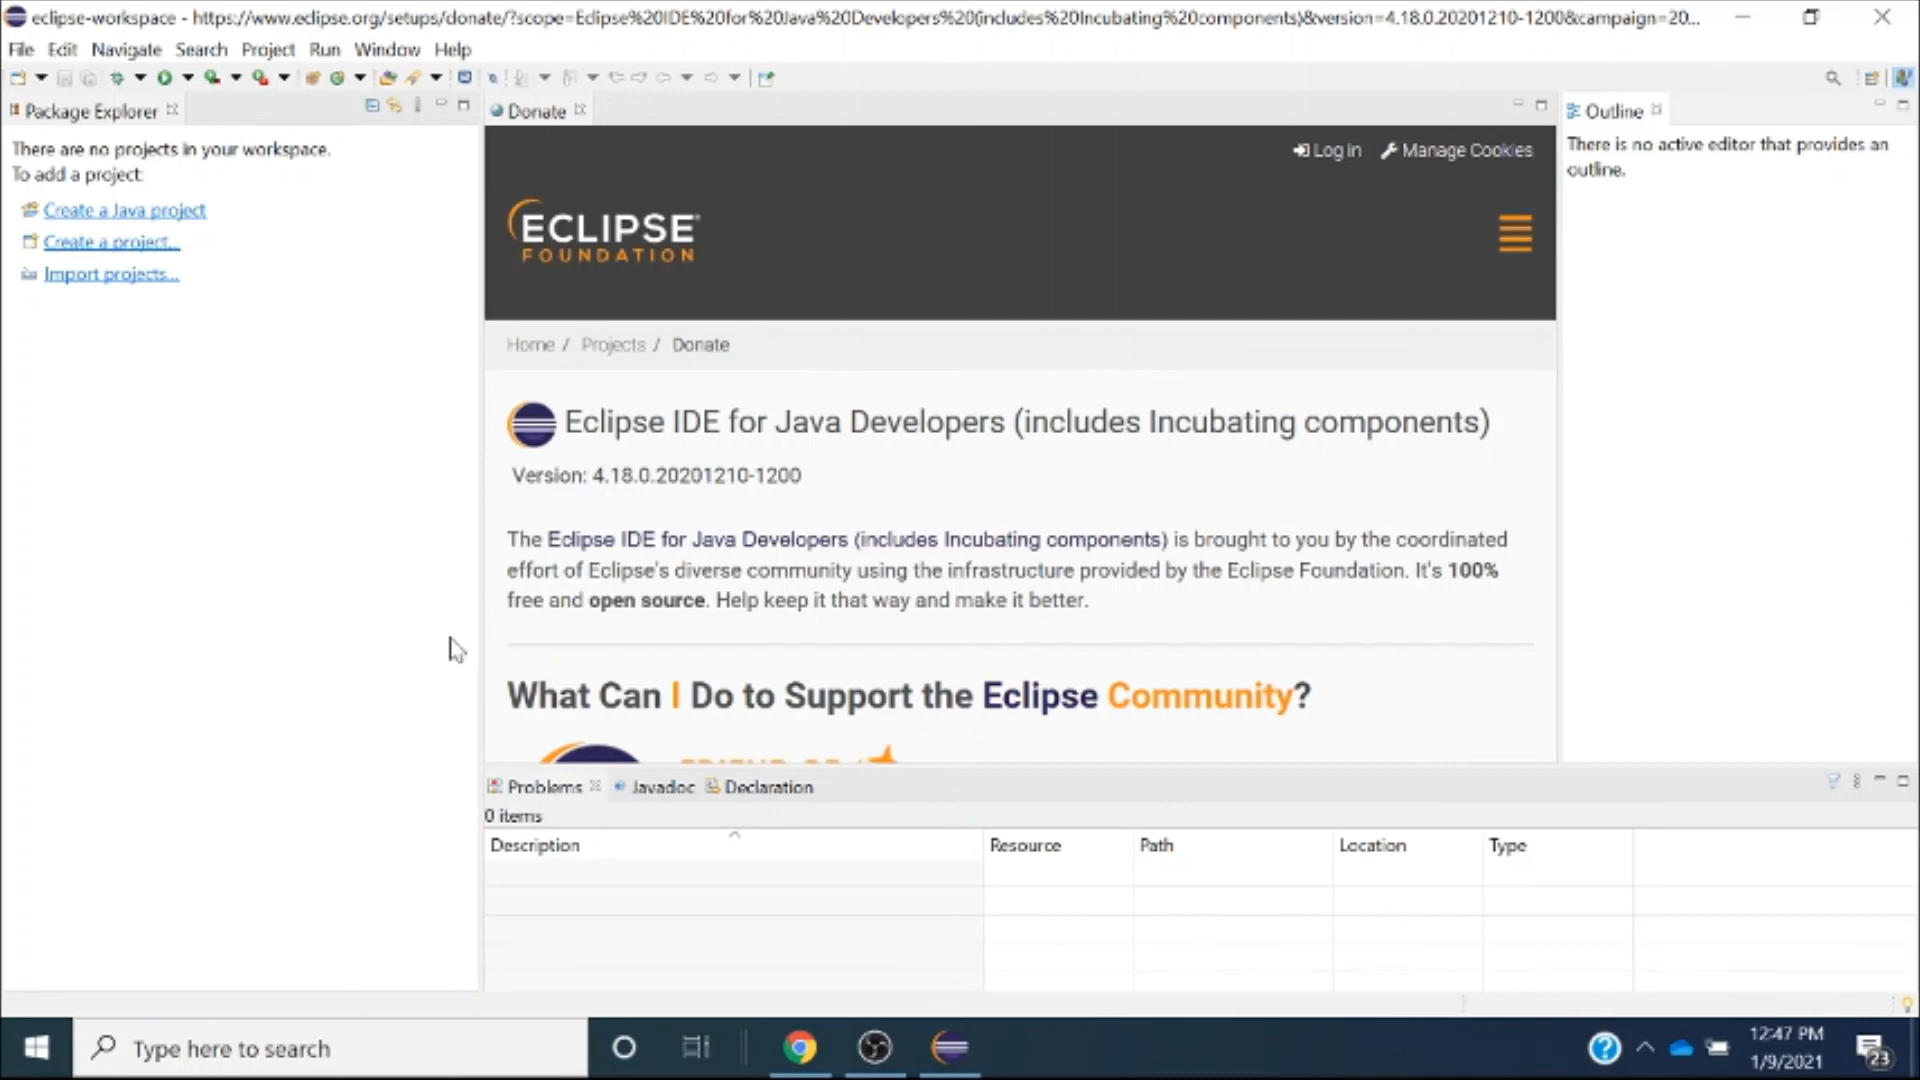 eclipse-workspace - https://www.eclipse.org/setups/donate/?scope=Eclipse%20IDE%20for%20Java%20Developers%20(includes%20Incubating%20components)&version=4.18.0.20201210-1200&campaign=20...
File Edit Navigate Search Project Run Window Help
Package Explorer
Donate
Outline
There are no projects in your workspace.
To add a project:
Create a Java project
Create a project...
Import projects...
Log in Manage Cookies
ECLIPSE
FOUNDATION
Home / Projects / Donate
Eclipse IDE for Java Developers (includes Incubating components)
Version: 4.18.0.20201210-1200
The Eclipse IDE for Java Developers (includes Incubating components) is brought to you by the coordinated
effort of Eclipse's diverse community using the infrastructure provided by the Eclipse Foundation. It's 100%
free and open source. Help keep it that way and make it better.
What Can I Do to Support the Eclipse Community?
There is no active editor that provides an
outline.
Problems Javadoc Declaration
0 items
Description Resource Path Location Type
Type here to search
12:47 PM
1/9/2021
23